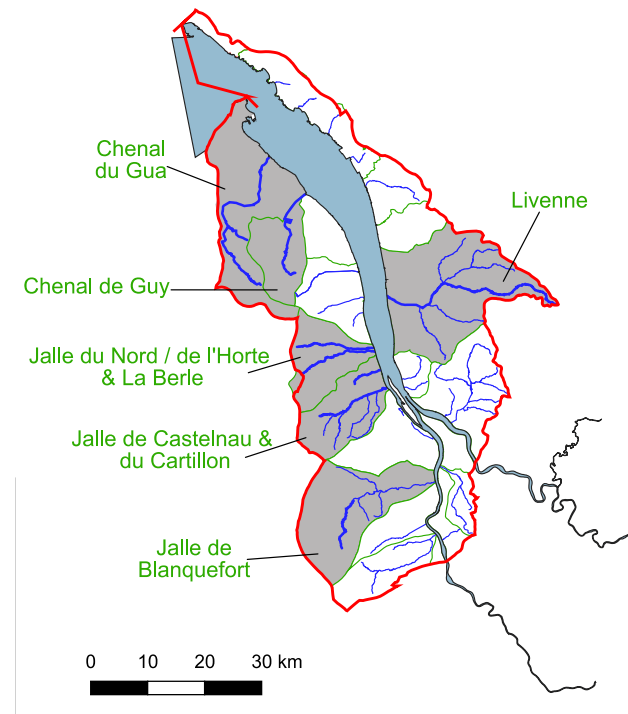 Chenal
du Gua
Livenne
Chenal de Guy
Jalle du Nord / de l'Horte
& La Berle
Jalle de Castelnau &
du Cartillon
Jalle de
Blanquefort
0 10 20 30 km